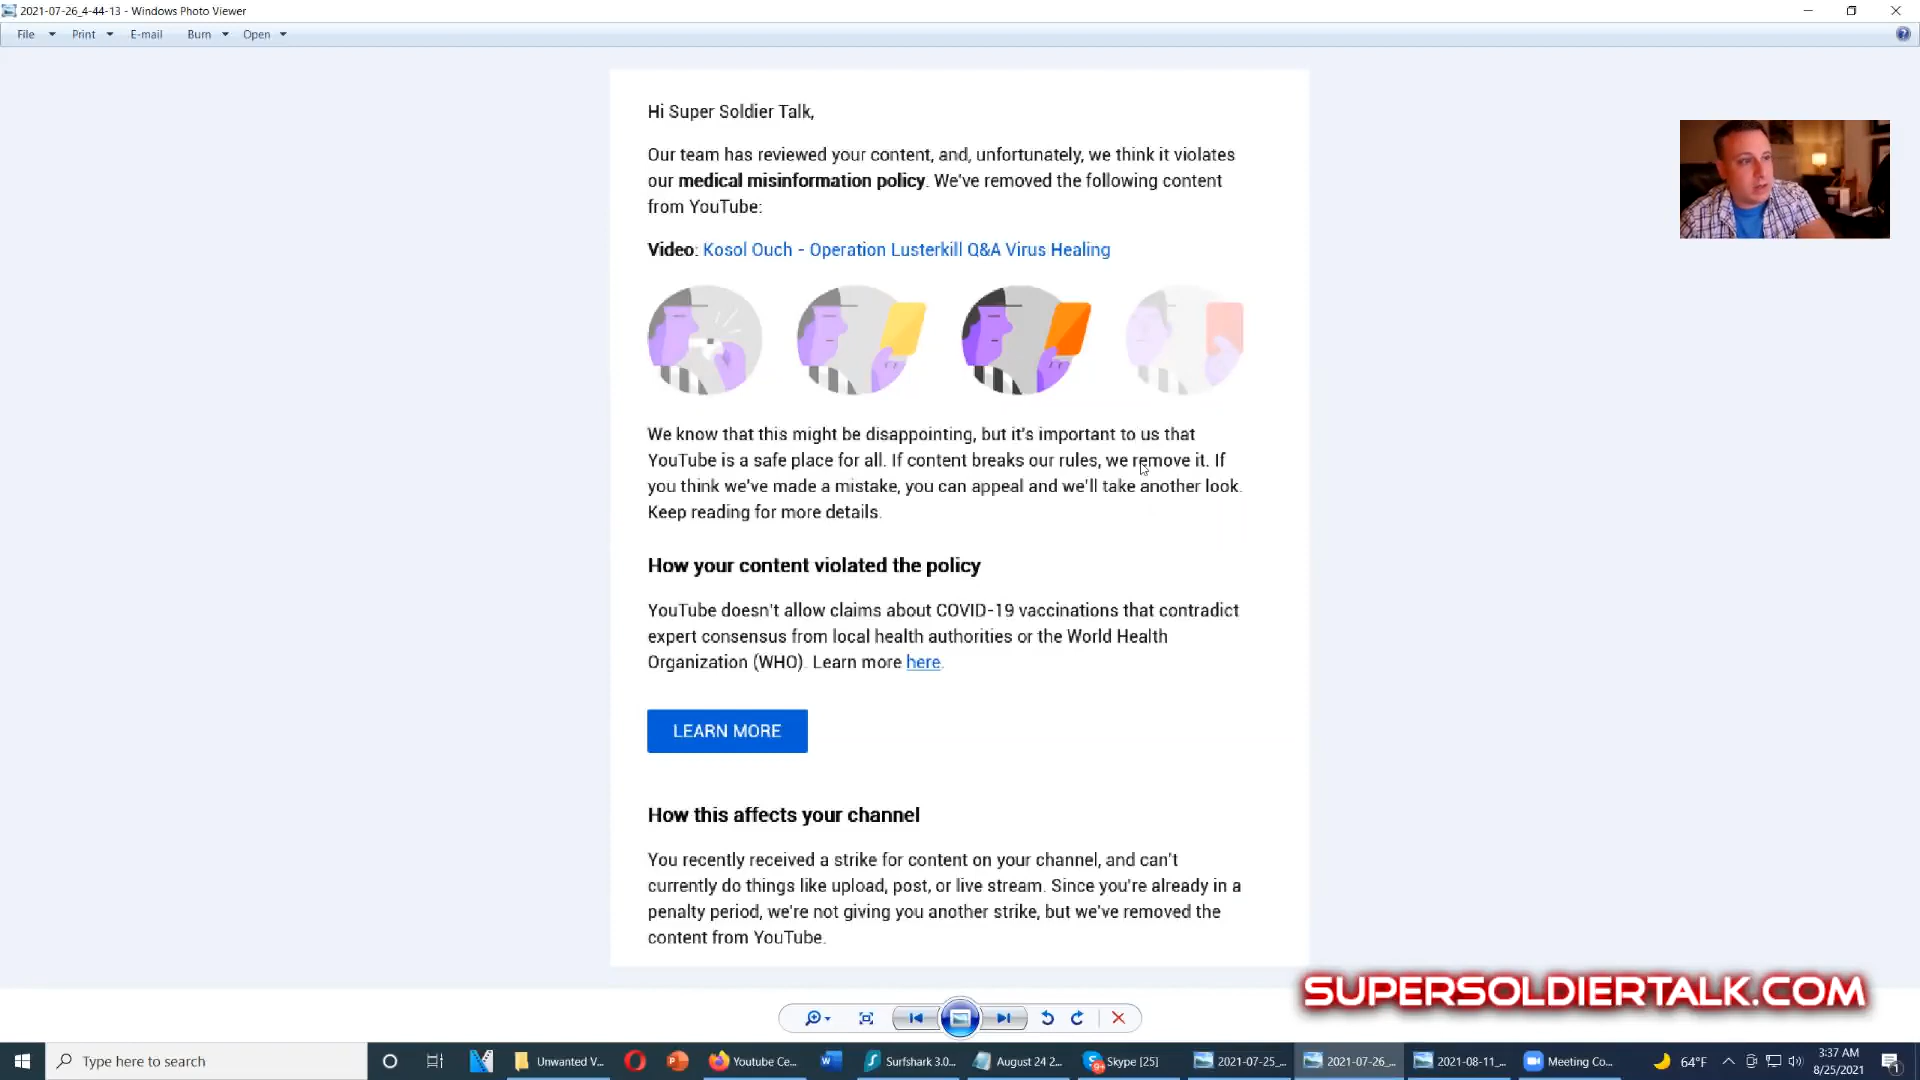 2021-07-26_4-44-13 - Windows Photo Viewer
File Print E-mail Burn Open
Hi Super Soldier Talk,
Our team has reviewed your content, and, unfortunately, we think it violates
our medical misinformation policy. We've removed the following content
from YouTube:
Video: Kosol Ouch - Operation Lusterkill Q&A Virus Healing
We know that this might be disappointing, but it's important to us that
YouTube is a safe place for all. If content breaks our rules, we remove it. If
you think we've made a mistake, you can appeal and we'll take another look.
Keep reading for more details.
How your content violated the policy
YouTube doesn't allow claims about COVID-19 vaccinations that contradict
expert consensus from local health authorities or the World Health
Organization (WHO). Learn more here.
LEARN MORE
How this affects your channel
You recently received a strike for content on your channel, and can't
currently do things like upload, post, or live stream. Since you're already in a
penalty period, we're not giving you another strike, but we've removed the
content from YouTube.
SUPERSOLDIERTALK.COM
Type here to search
Unwanted V...
Youtube Ce...
Surfshark 3.0...
August 24 2...
Skype [25]
2021-07-25_...
2021-07-26_...
2021-08-11_...
Meeting Co...
64°F
3:37 AM
8/25/2021